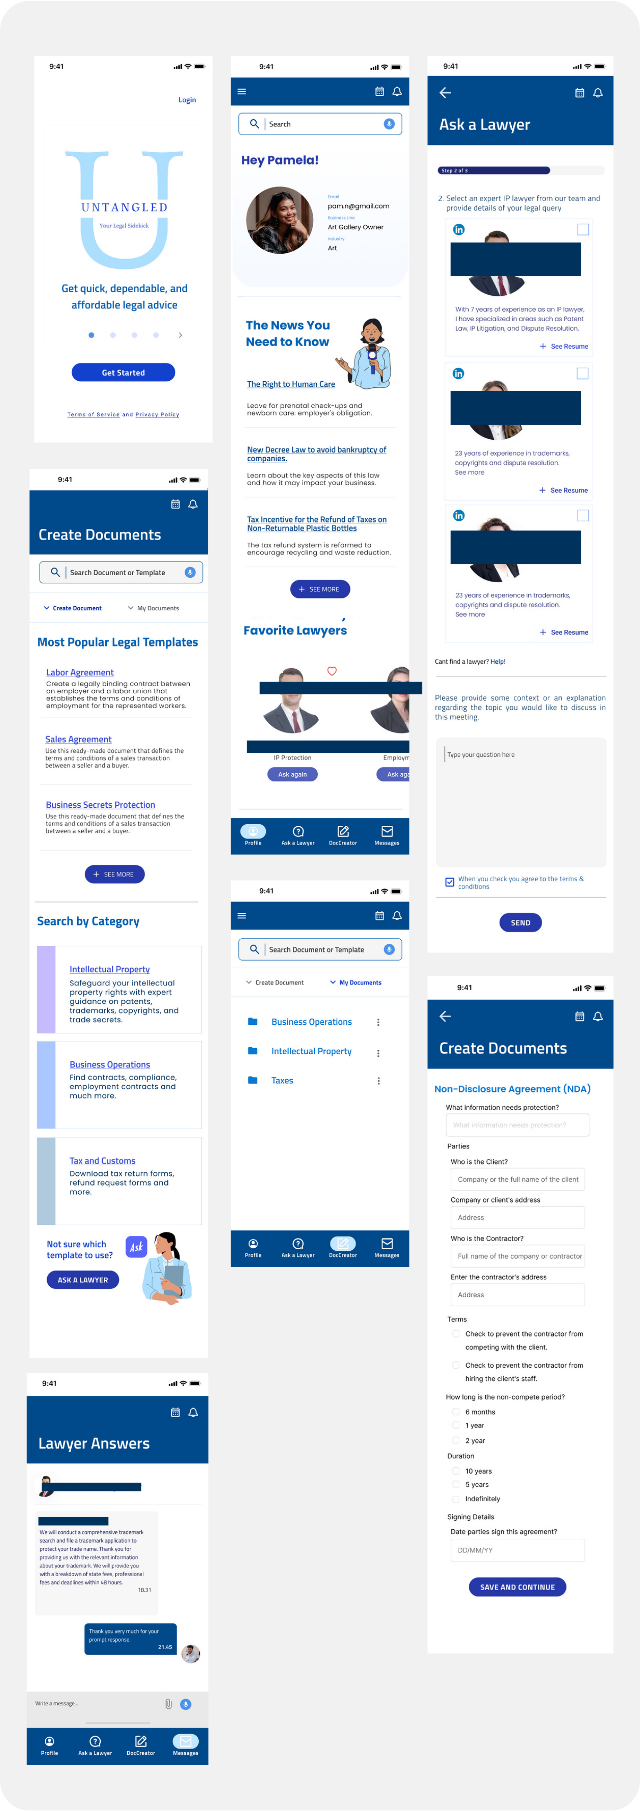 9:41
Login
U
UNTANGLED
Your Legal Sidekick
Get quick, dependable, and
affordable legal advice
Get Started
Terms of Service and Privacy Policy
9:41
Create Documents
Search Document or Template
Create Document
My Documents
Most Popular Legal Templates
Labor Agreement
Create a legally binding contract between
an employer and a labor union that
establishes the terms and conditions of
employment for the represented workers.
Sales Agreement
Use this ready-made document that defines the
terms and conditions of a sales transaction
between a seller and a buyer.
Business Secrets Protection
Use this ready-made document that defines the
terms and conditions of a sales transaction
between a seller and a buyer.
+ SEE MORE
Search by Category
Intellectual Property
Safeguard your intellectual
property rights with expert
guidance on patents,
trademarks, copyrights, and
trade secrets.
Business Operations
Find contracts, compliance,
employment contracts and
much more.
Tax and Customs
Download tax return forms,
refund request forms and
more.
Not sure which
template to use?
Ask
ASK A LAWYER
9:41
Lawyer Answers
We will conduct a comprehensive trademark
search and file a trademark application to
protect your trade name. Thank you for
providing us with the relevant information
about your trademark. We will provide you
with a breakdown of state fees, professional
fees and deadlines within 48 hours.
18.31
Thank you very much for your
prompt response.
21.45
Write a message..
Profile
Ask a Lawyer
DocCreator
Messages
9:41
Search
Hey Pamela!
Email
pam.n@gmail.com
Business Line
Art Gallery Owner
Industry
Art
The News You
Need to Know
The Right to Human Care
Leave for prenatal check-ups and
newborn care: employer's obligation.
New Decree Law to avoid bankruptcy of
companies.
Learn about the key aspects of this law
and how it may impact your business.
Tax Incentive for the Refund of Taxes on
Non-Returnable Plastic Bottles
The tax refund system is reformed to
encourage recycling and waste reduction.
+ SEE MORE
Favorite Lawyers
IP Protection
Employm
Ask again
Ask aga
Profile
Ask a Lawyer
DocCreator
Messages
9:41
Search Document or Template
Create Document
My Documents
Business Operations
Intellectual Property
Taxes
Profile
Ask a Lawyer
DocCreator
Messages
9:41
Ask a Lawyer
Step 2 of 3
2. Select an expert IP lawyer from our team and
provide details of your legal query
in
With 7 years of experience as an IP lawyer,
I have specialized in areas such as Patent
Law, IP Litigation, and Dispute Resolution.
+ See Resume
in
23 years of experience in trademarks,
copyrights and dispute resolution.
See more
+ See Resume
in
23 years of experience in trademarks,
copyrights and dispute resolution.
See more
+ See Resume
Cant find a lawyer? Help!
Please provide some context or an explanation
regarding the topic you would like to discuss in
this meeting.
Type your question here
When you check you agree to the terms &
conditions
SEND
9:41
Create Documents
Non-Disclosure Agreement (NDA)
What information needs protection?
What information needs protection?
Parties
Who is the Client?
Company or the full name of the client
Company or client's address
Address
Who is the Contractor?
Full name of the company or contractor
Enter the contractor's address
Address
Terms
Check to prevent the contractor from
competing with the client.
Check to prevent the contractor from
hiring the client's staff.
How long is the non-compete period?
6 months
1 year
2 year
Duration
10 years
5 years
Indefinitely
Signing Details
Date parties sign this agreement?
DD/MM/YY
SAVE AND CONTINUE